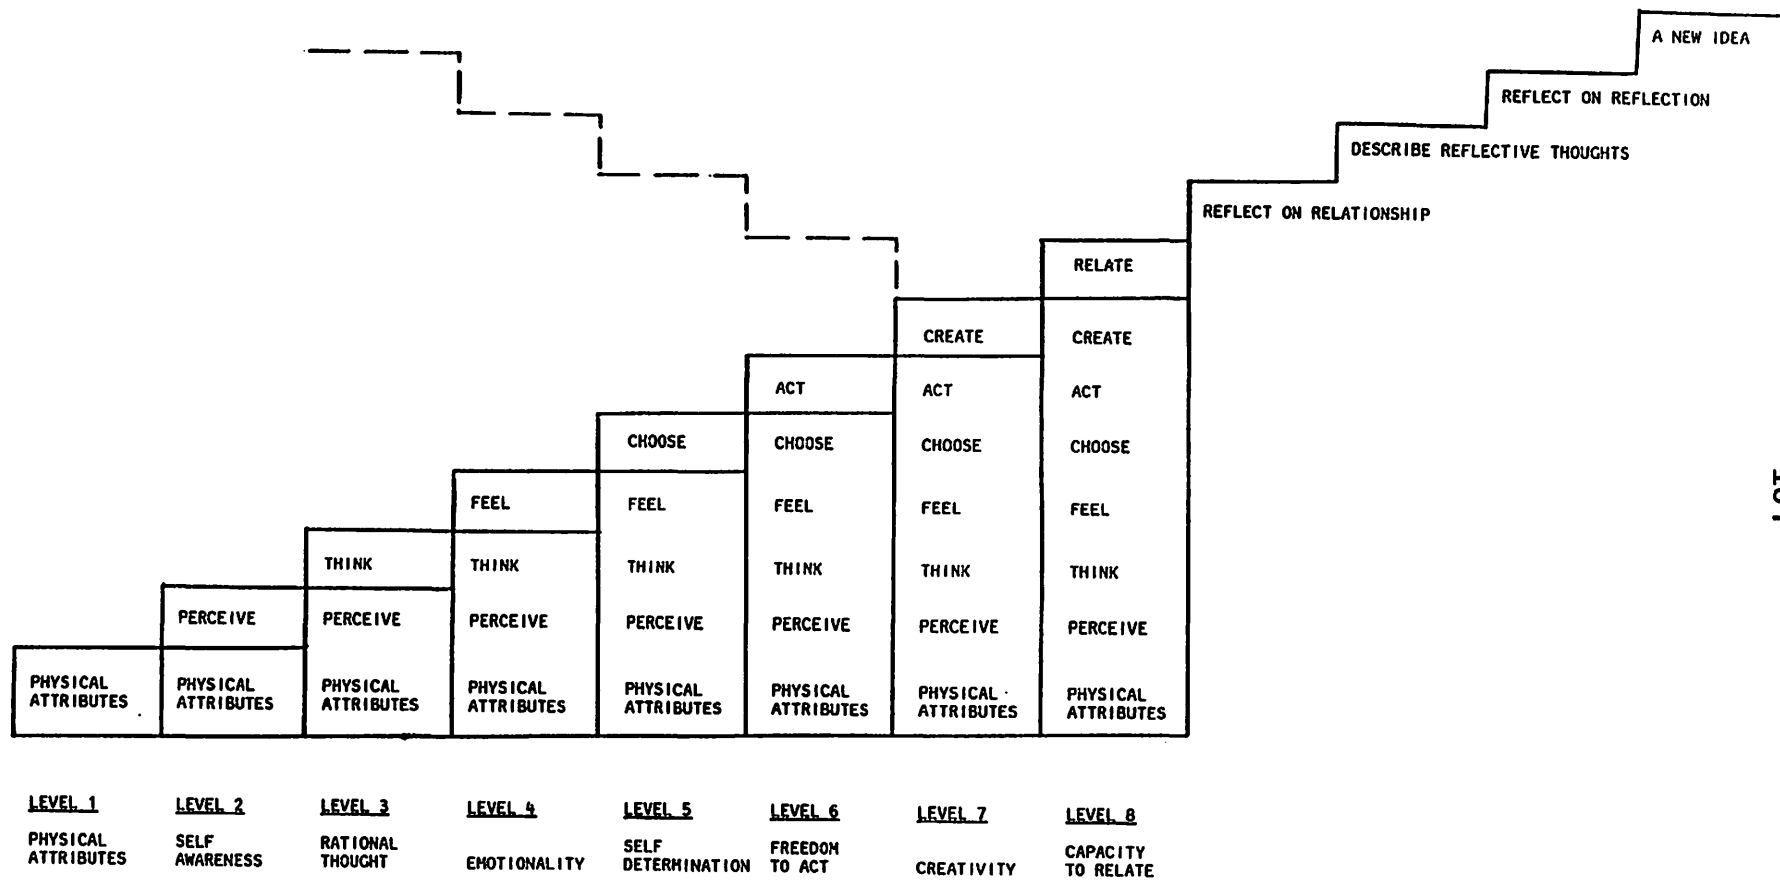 A NEW IDEA
REFLECT ON REFLECTION
DESCRIBE REFLECTIVE THOUGHTS
REFLECT ON RELATIONSHIP
RELATE
CREATE
CREATE
ACT
ACT
ACT
CHOOSE
CHOOSE
CHOOSE
CHOOSE
FEEL
FEEL
FEEL
FEEL
FEEL
THINK
THINK
THINK
THINK
THINK
THINK
PERCEIVE
PERCEIVE
PERCEIVE
PERCEIVE
PERCEIVE
PERCEIVE
PERCEIVE
PHYSICAL
ATTRIBUTES
PHYSICAL
ATTRIBUTES
PHYSICAL
ATTRIBUTES
PHYSICAL
ATTRIBUTES
PHYSICAL
ATTRIBUTES
PHYSICAL
ATTRIBUTES
PHYSICAL
ATTRIBUTES
PHYSICAL
ATTRIBUTES
LEVEL 1
PHYSICAL
ATTRIBUTES
LEVEL 2
SELF
AWARENESS
LEVEL 3
RATIONAL
THOUGHT
LEVEL 4
EMOTIONALITY
LEVEL 5
SELF
DETERMINATION
LEVEL 6
FREEDOM
TO ACT
LEVEL 7
CREATIVITY
LEVEL 8
CAPACITY
TO RELATE